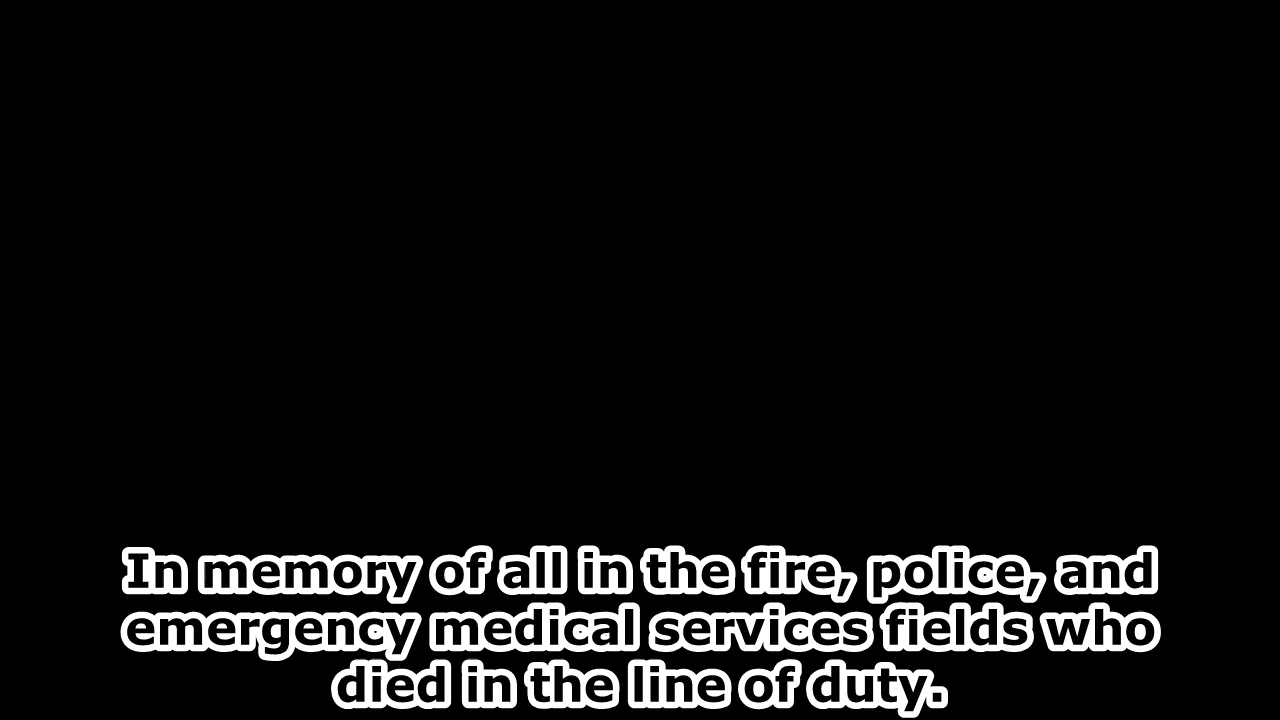 In memory of all in the fire, police, and
emergency medical services fields who
died in the line of duty.